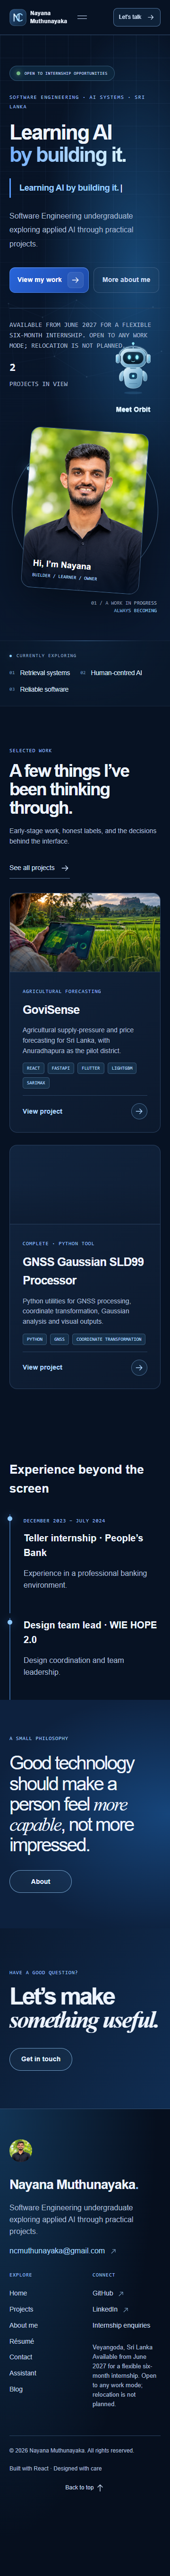 NC
Nayana
Muthunayaka
Let's talk →
OPEN TO INTERNSHIP OPPORTUNITIES
SOFTWARE ENGINEERING · AI SYSTEMS · SRI
LANKA
Learning AI
by building it.
Learning AI by building it.|
Software Engineering undergraduate
exploring applied AI through practical
projects.
View my work →
More about me
AVAILABLE FROM JUNE 2027 FOR A FLEXIBLE
SIX-MONTH INTERNSHIP. OPEN TO ANY WORK
MODE; RELOCATION IS NOT PLANNED.
2
PROJECTS IN VIEW
Meet Orbit
Hi, I'm Nayana
BUILDER / LEARNER / OWNER
01 / A WORK IN PROGRESS
ALWAYS BECOMING
CURRENTLY EXPLORING
01 Retrieval systems
02 Human-centred AI
03 Reliable software
SELECTED WORK
A few things I've
been thinking
through.
Early-stage work, honest labels, and the decisions
behind the interface.
See all projects →
AGRICULTURAL FORECASTING
GoviSense
Agricultural supply-pressure and price
forecasting for Sri Lanka, with
Anuradhapura as the pilot district.
REACT FASTAPI FLUTTER LIGHTGBM
SARIMAX
View project →
COMPLETE · PYTHON TOOL
GNSS Gaussian SLD99
Processor
Python utilities for GNSS processing,
coordinate transformation, Gaussian
analysis and visual outputs.
PYTHON GNSS COORDINATE TRANSFORMATION
View project →
Experience beyond the
screen
DECEMBER 2023 – JULY 2024
Teller internship · People's
Bank
Experience in a professional banking
environment.
Design team lead · WIE HOPE
2.0
Design coordination and team
leadership.
A SMALL PHILOSOPHY
Good technology
should make a
person feel more
capable, not more
impressed.
About
HAVE A GOOD QUESTION?
Let's make
something useful.
Get in touch
Nayana Muthunayaka.
Software Engineering undergraduate
exploring applied AI through practical
projects.
ncmuthunayaka@gmail.com ↗
EXPLORE
Home
Projects
About me
Résumé
Contact
Assistant
Blog
CONNECT
GitHub ↗
LinkedIn ↗
Internship enquiries
Veyangoda, Sri Lanka
Available from June
2027 for a flexible six-
month internship. Open
to any work mode;
relocation is not
planned.
© 2026 Nayana Muthunayaka. All rights reserved.
Built with React · Designed with care
Back to top ↑